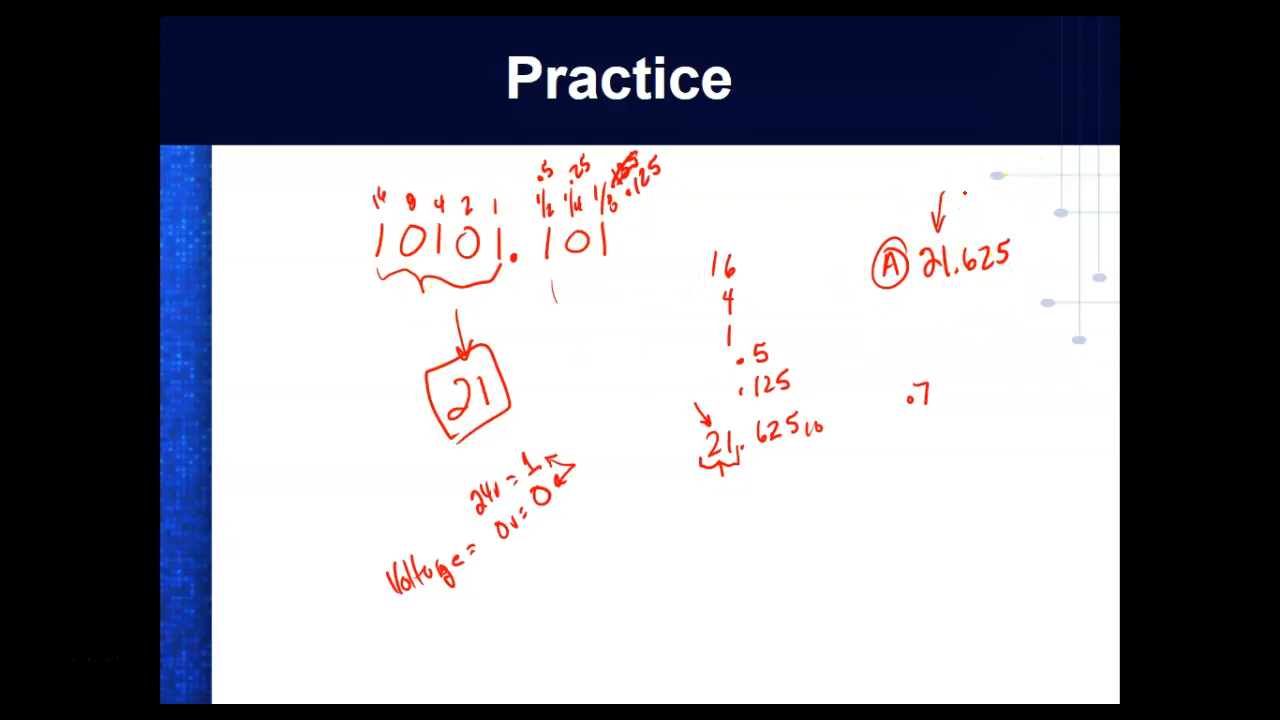 Practice
.5 .25 .125
16 8 4 2 1 1/2 1/4 1/8
10101.101
21
16
4
1
.5
.125
21.625₁₀
A 21.625
.7
24v = 1
0v = 0
Voltage =